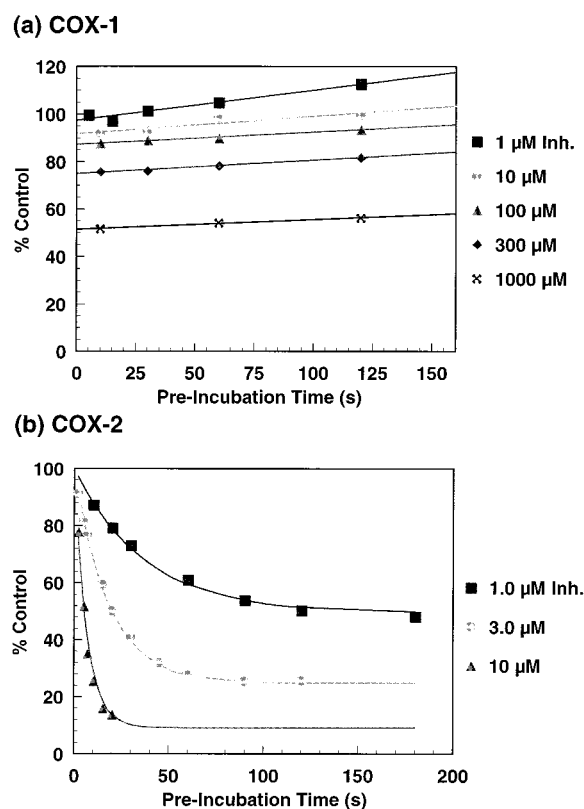 (a) COX-1
120
100
80
60
40
20
0
% Control
0 25 50 75 100 125 150
Pre-Incubation Time (s)
1 µM Inh.
10 µM
100 µM
300 µM
1000 µM
(b) COX-2
100
80
60
40
20
0
% Control
0 50 100 150 200
Pre-Incubation Time (s)
1.0 µM Inh.
3.0 µM
10 µM